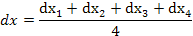 dx = dx₁ + dx₂ + dx₃ + dx₄ / 4